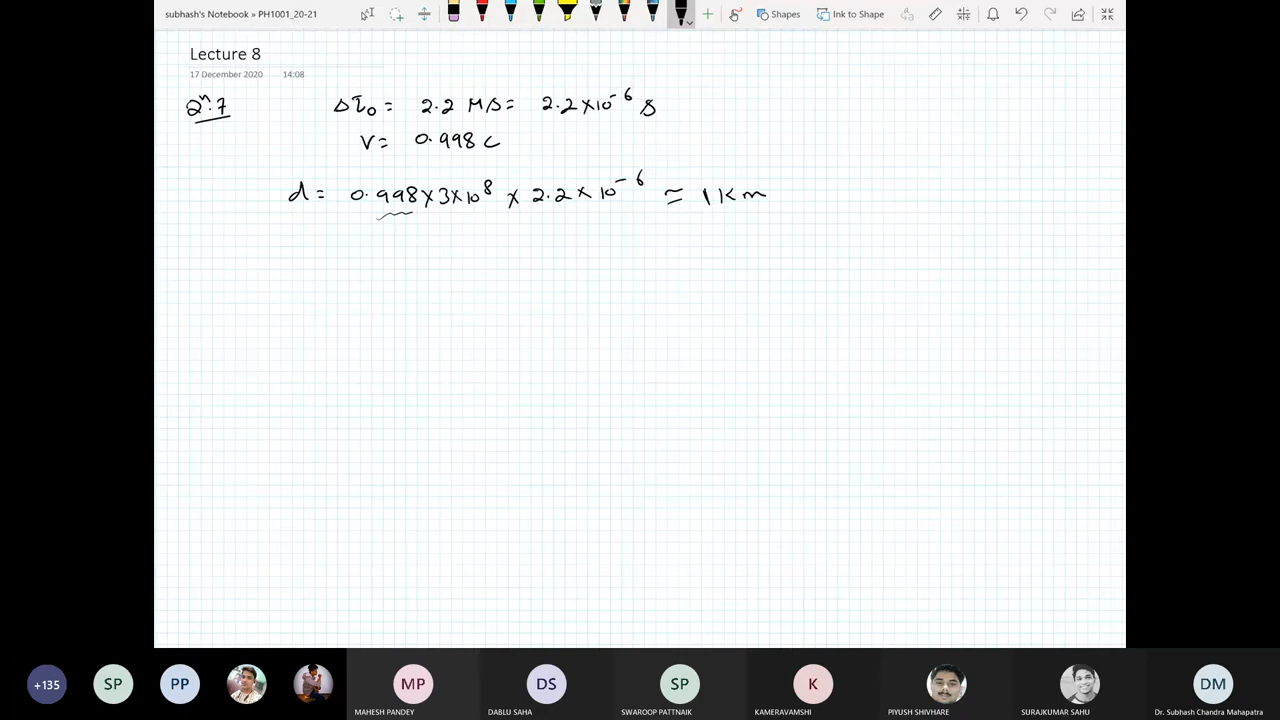 subhash's Notebook » PH1001_20-21
Shapes
Ink to Shape
Lecture 8
17 December 2020 14:08
Qⁿ.7 Δτ₀ = 2.2 μs = 2.2×10⁻⁶ s
V = 0.998 C
d = 0.998×3×10⁸ × 2.2×10⁻⁶ ≃ 1 Km
+135
SP
PP
MP
DS
SP
K
DM
MAHESH PANDEY
DABLU SAHA
SWAROOP PATTNAIK
KAMERAVAMSHI
PIYUSH SHIVHARE
SURAJKUMAR SAHU
Dr. Subhash Chandra Mahapatra